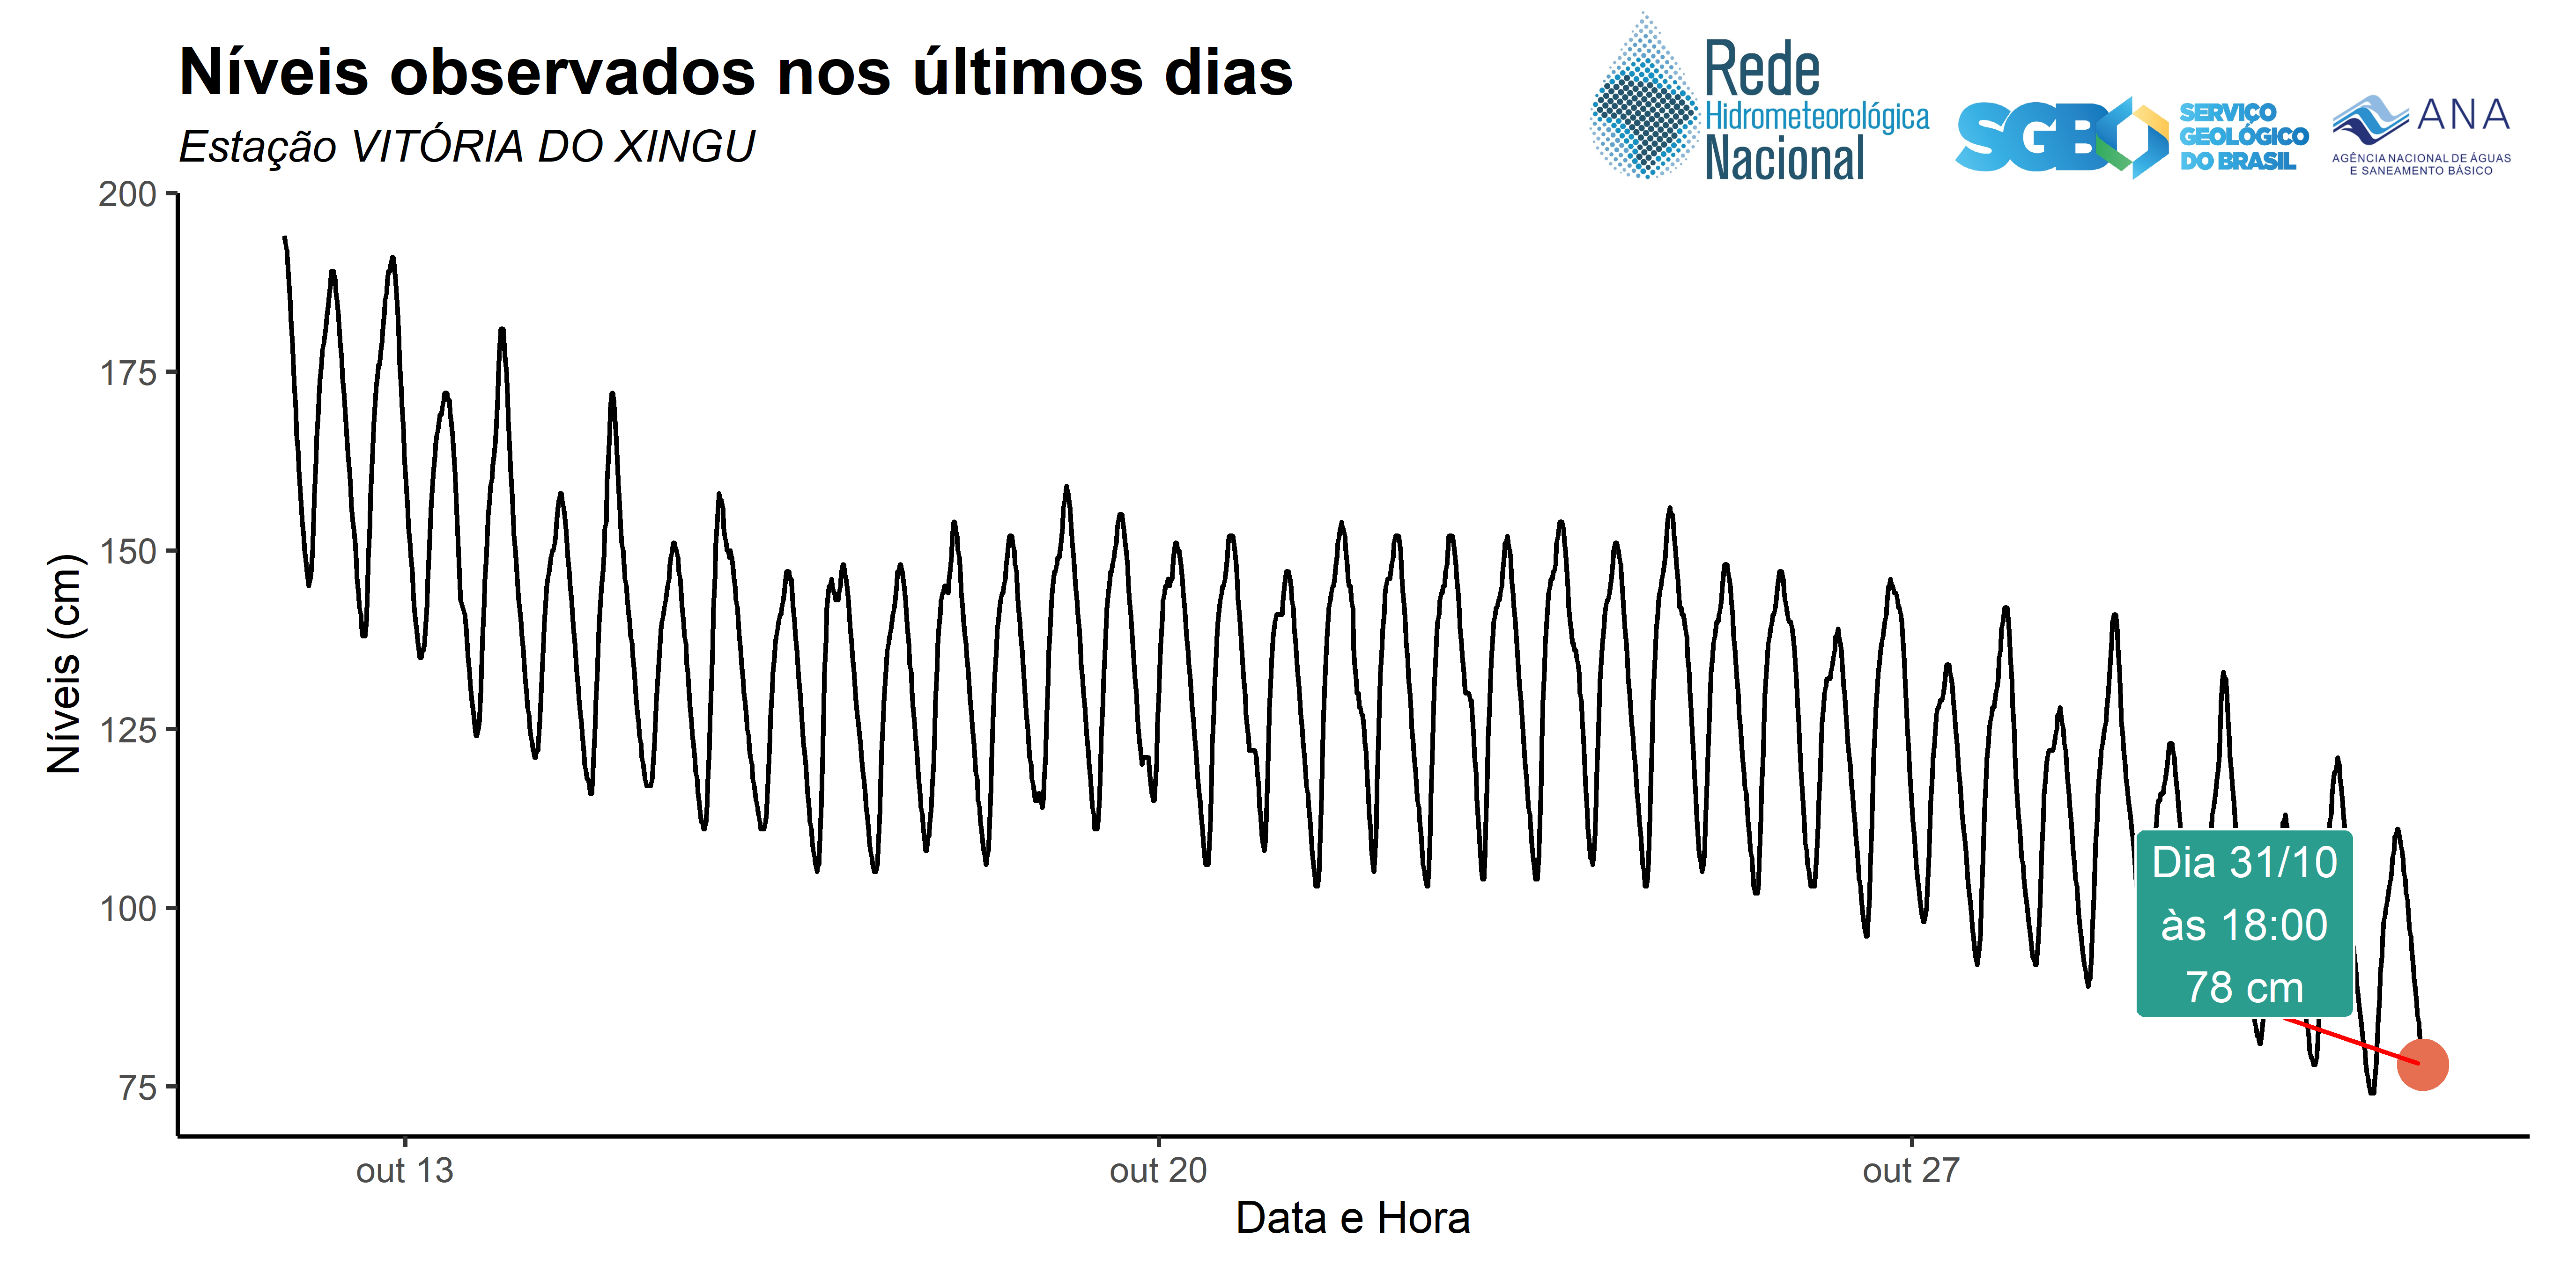 Níveis observados nos últimos dias
Estação VITÓRIA DO XINGU
Rede
Hidrometeorológica
Nacional
SGB
SERVIÇO
GEOLÓGICO
DO BRASIL
ANA
AGÊNCIA NACIONAL DE ÁGUAS
E SANEAMENTO BÁSICO
Níveis (cm)
200
175
150
125
100
75
Dia 31/10
às 18:00
78 cm
out 13
out 20
out 27
Data e Hora